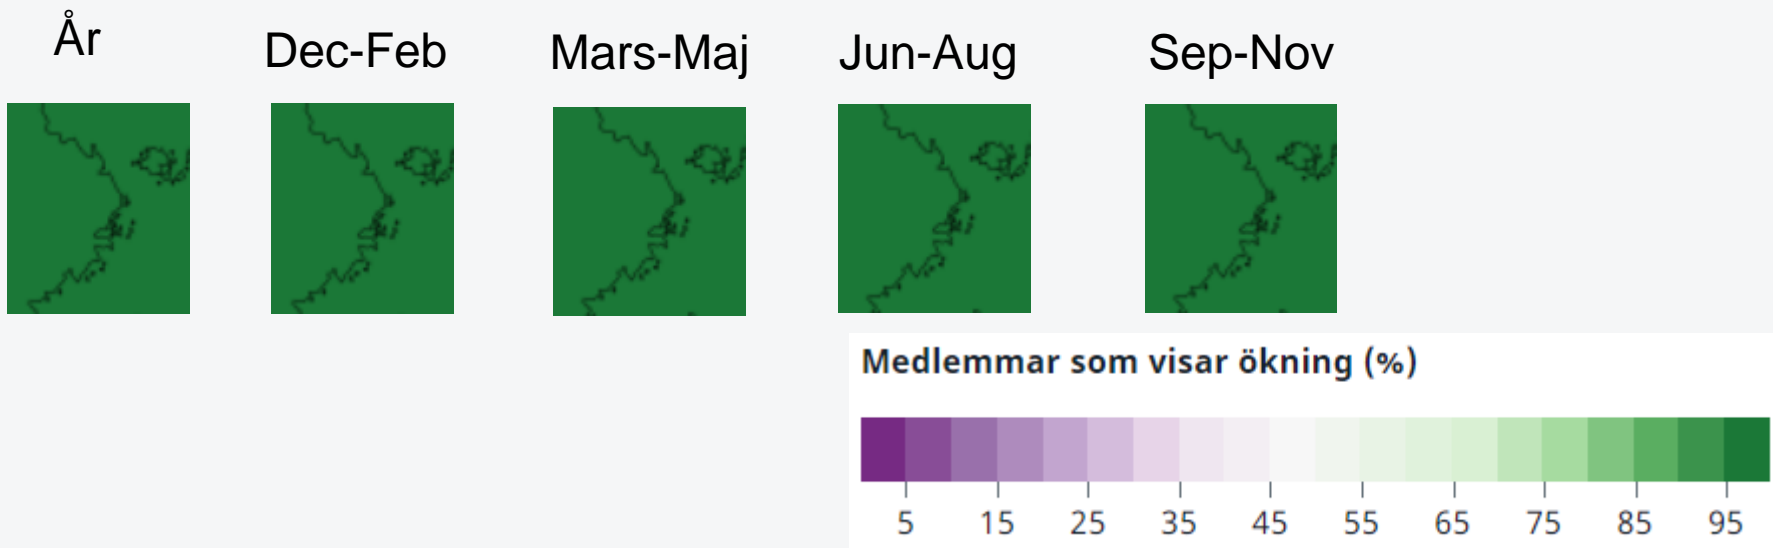 År
Dec-Feb
Mars-Maj
Jun-Aug
Sep-Nov
Medlemmar som visar ökning (%)
5 15 25 35 45 55 65 75 85 95